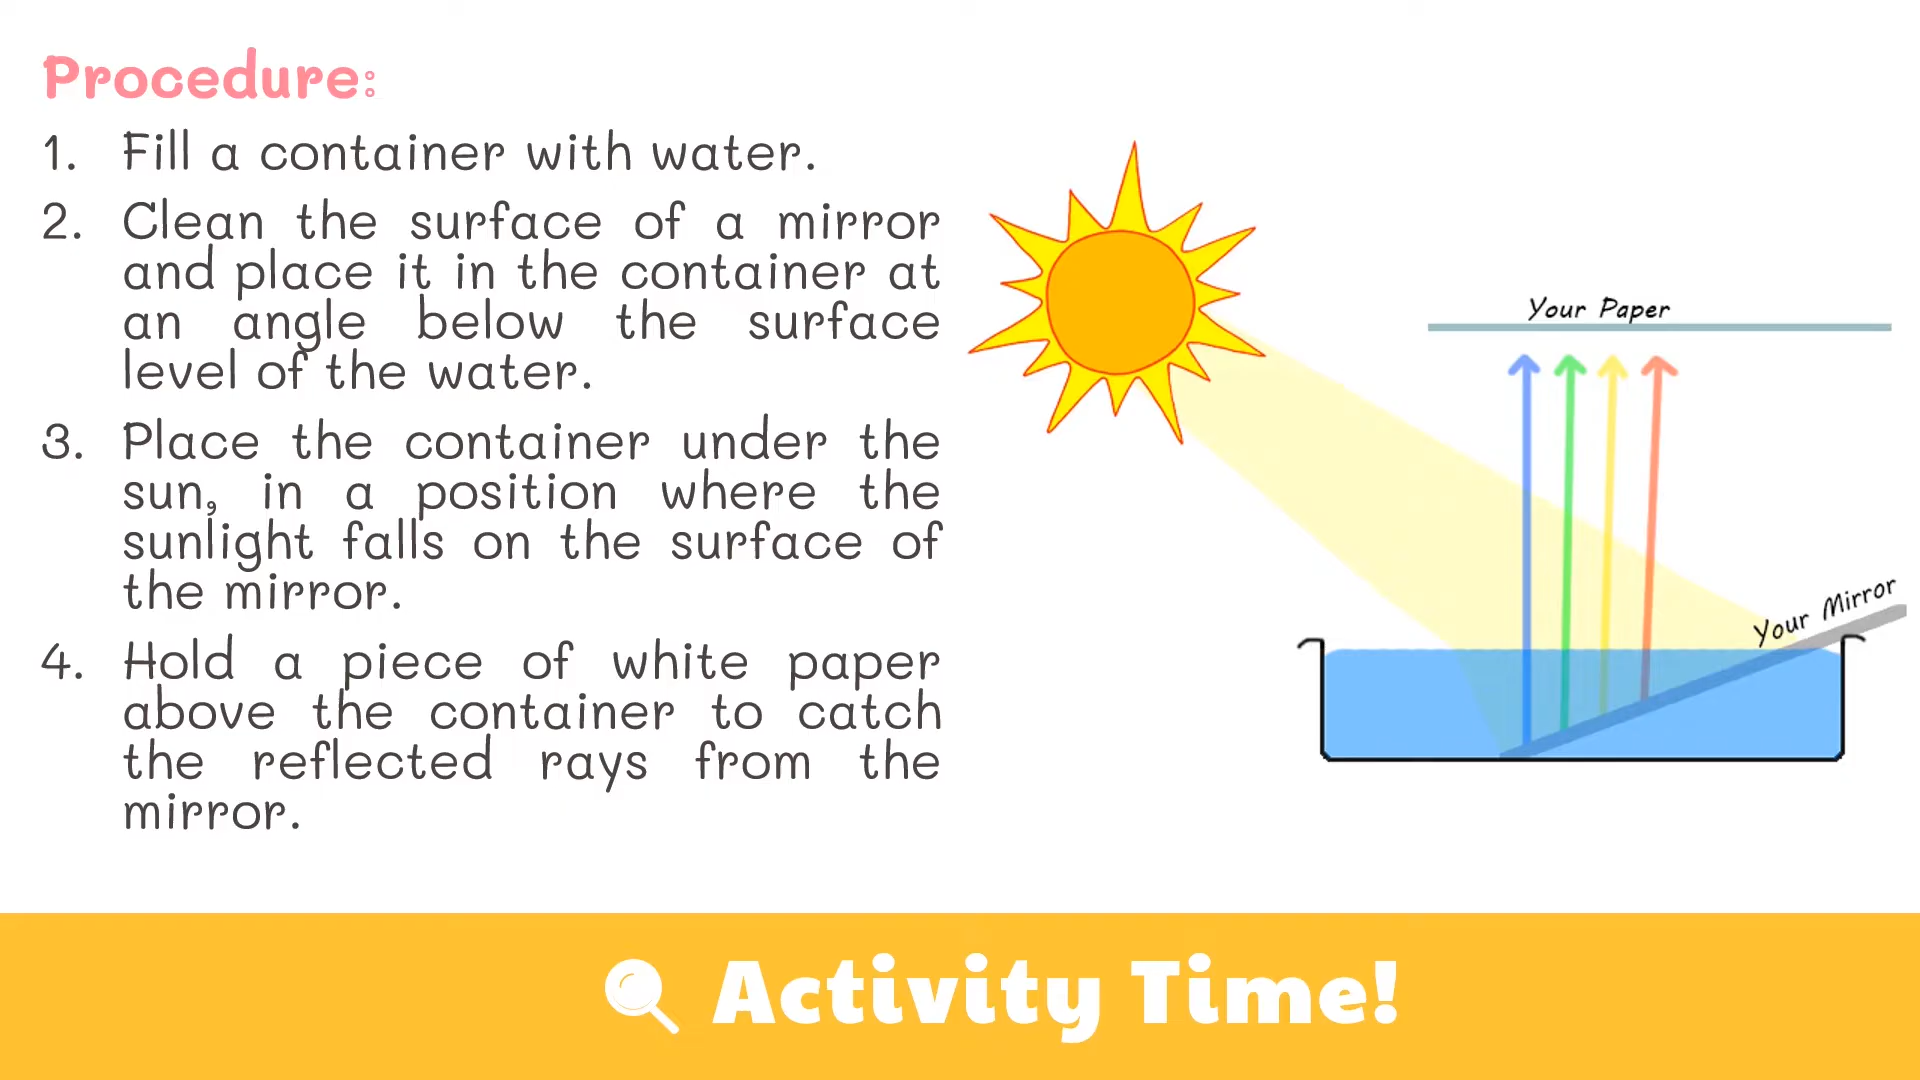 Procedure:
1. Fill a container with water.
2. Clean the surface of a mirror
and place it in the container at
an angle below the surface
level of the water.
3. Place the container under the
sun, in a position where the
sunlight falls on the surface of
the mirror.
4. Hold a piece of white paper
above the container to catch
the reflected rays from the
mirror.
Your Paper
Your Mirror
Activity Time!